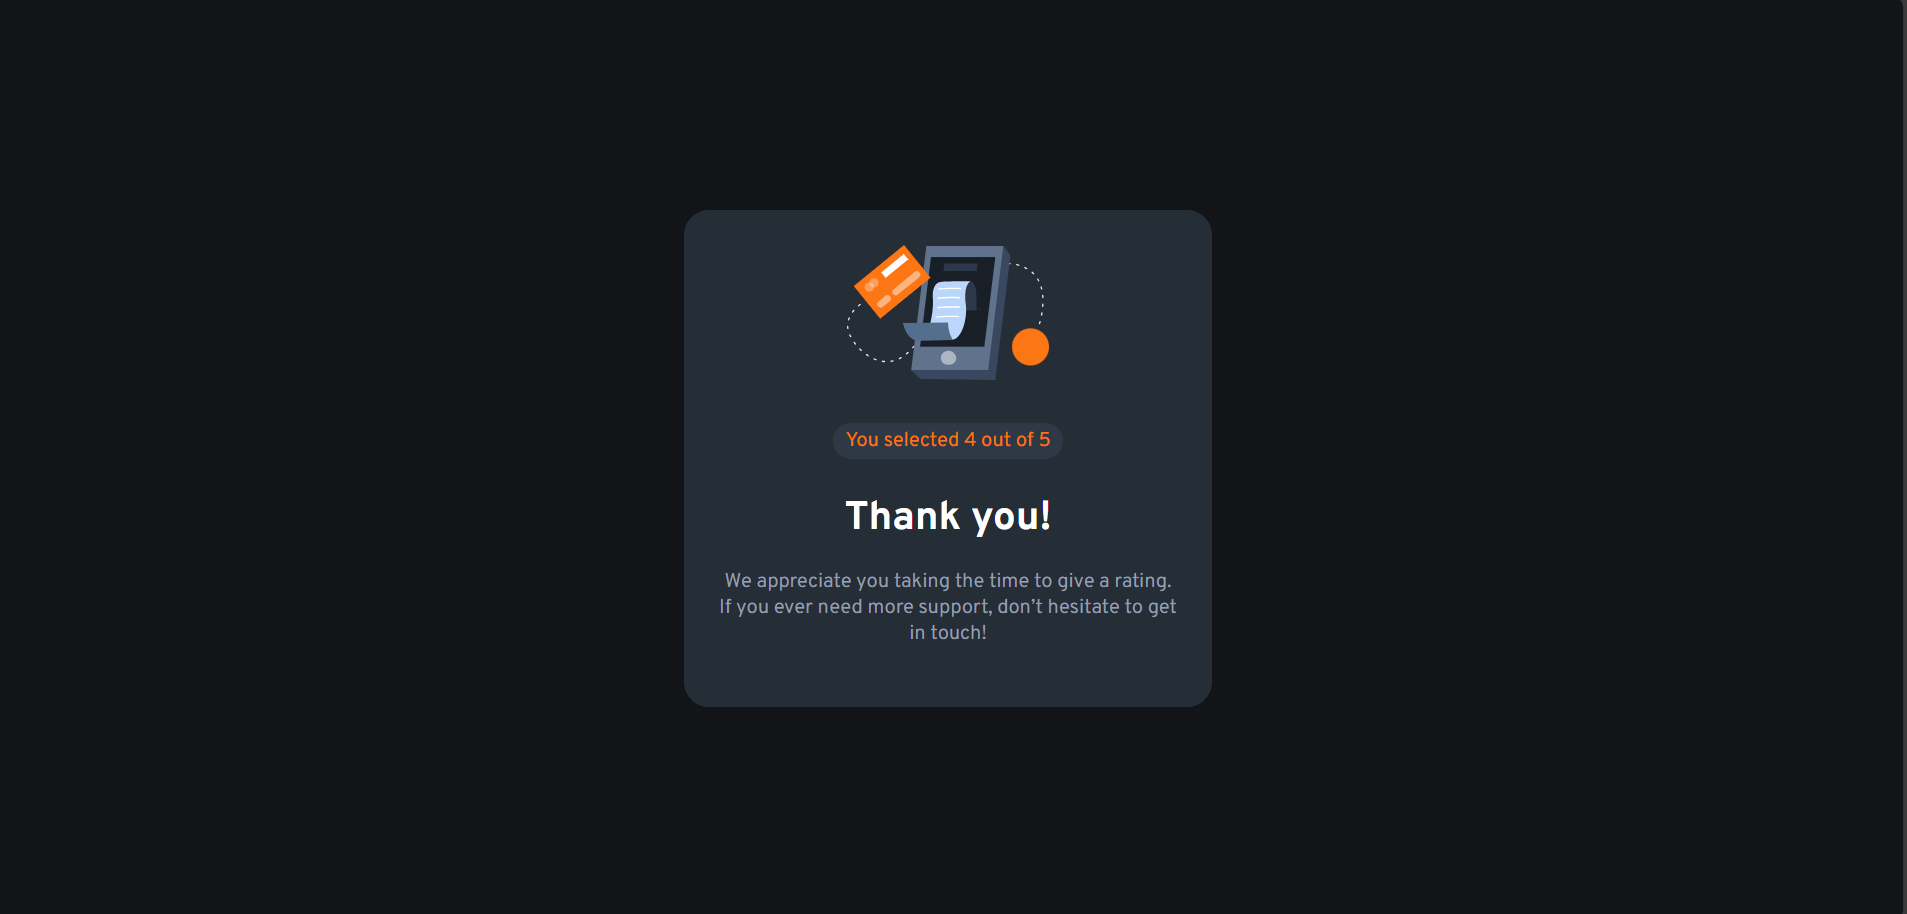 You selected 4 out of 5
Thank you!
We appreciate you taking the time to give a rating.
If you ever need more support, don’t hesitate to get
in touch!